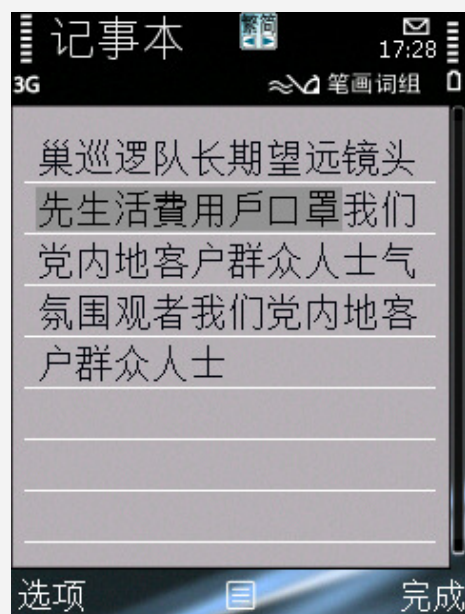 记事本
繁简
17:28
3G
笔画词组
巢巡逻队长期望远镜头
先生活費用戶口罩我们
党内地客户群众人士气
氛围观者我们党内地客
户群众人士
选项
完成